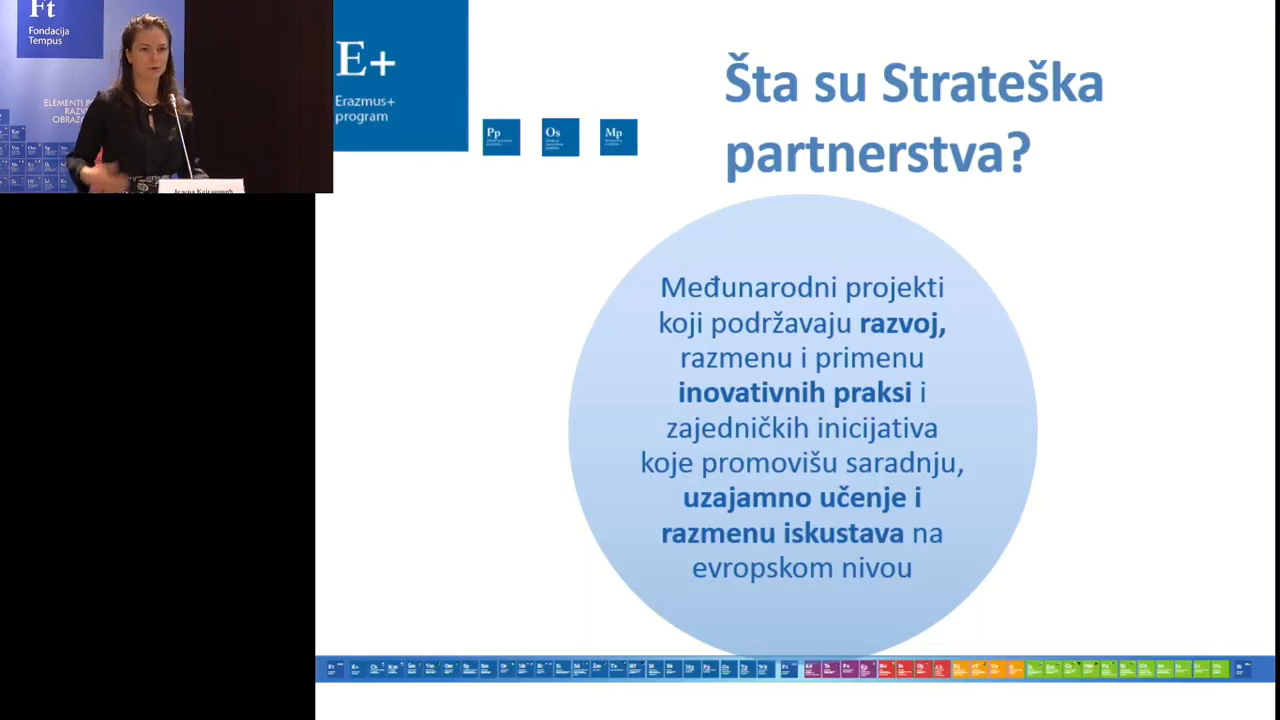 Ft
Fondacija
Tempus
E+
Erasmus+
program
Pp
Os
Mp
Šta su Strateška
partnerstva?
Međunarodni projekti
koji podržavaju razvoj,
razmenu i primenu
inovativnih praksi i
zajedničkih inicijativa
koje promovišu saradnju,
uzajamno učenje i
razmenu iskustava na
evropskom nivou